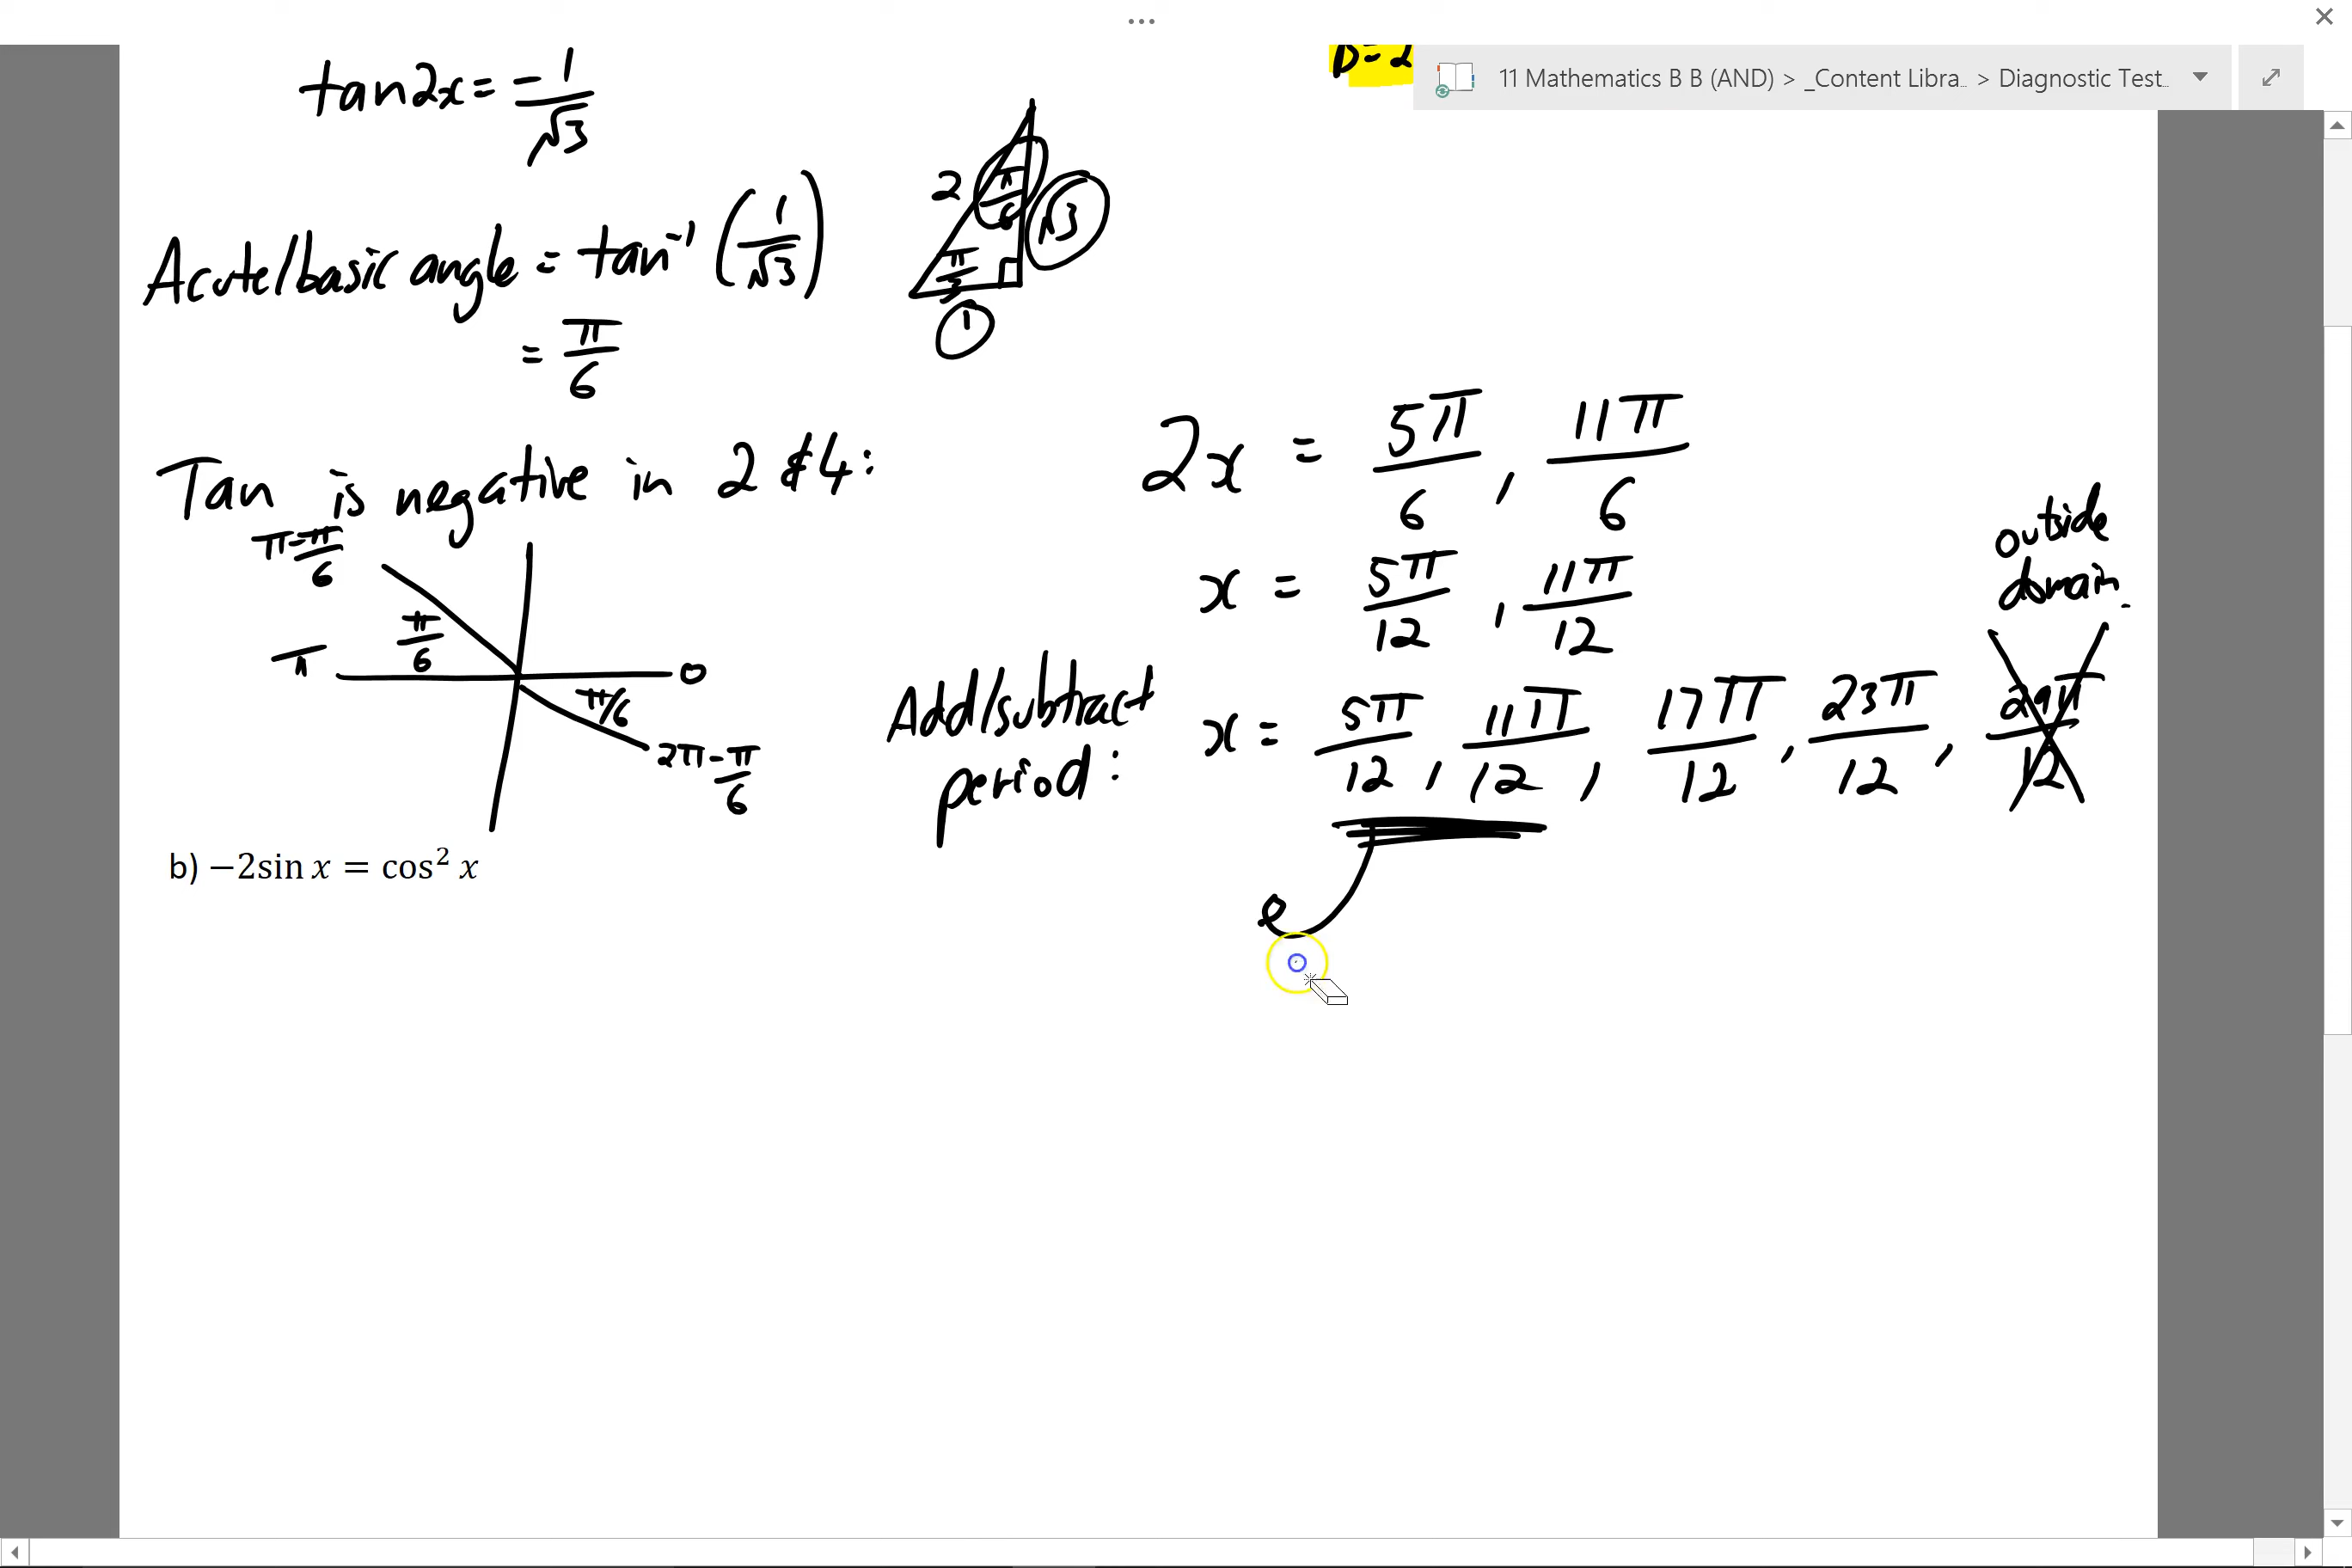 11 Mathematics B B (AND) > _Content Libra... > Diagnostic Test...
tan2x = -1/√3
2
π/6
√3
π/3
1
Acute/basic angle = tan⁻¹(1/√3)
= π/6
Tan is negative in 2 & 4:
π-π/6
π/6
π
0
π/6
2π-π/6
2x = 5π/6, 11π/6
x = 5π/12, 11π/12
outside
domain.
Add/subtract
period:
x = 5π/12, 11π/12, 17π/12, 23π/12, 29π/12
b) −2sin x = cos² x